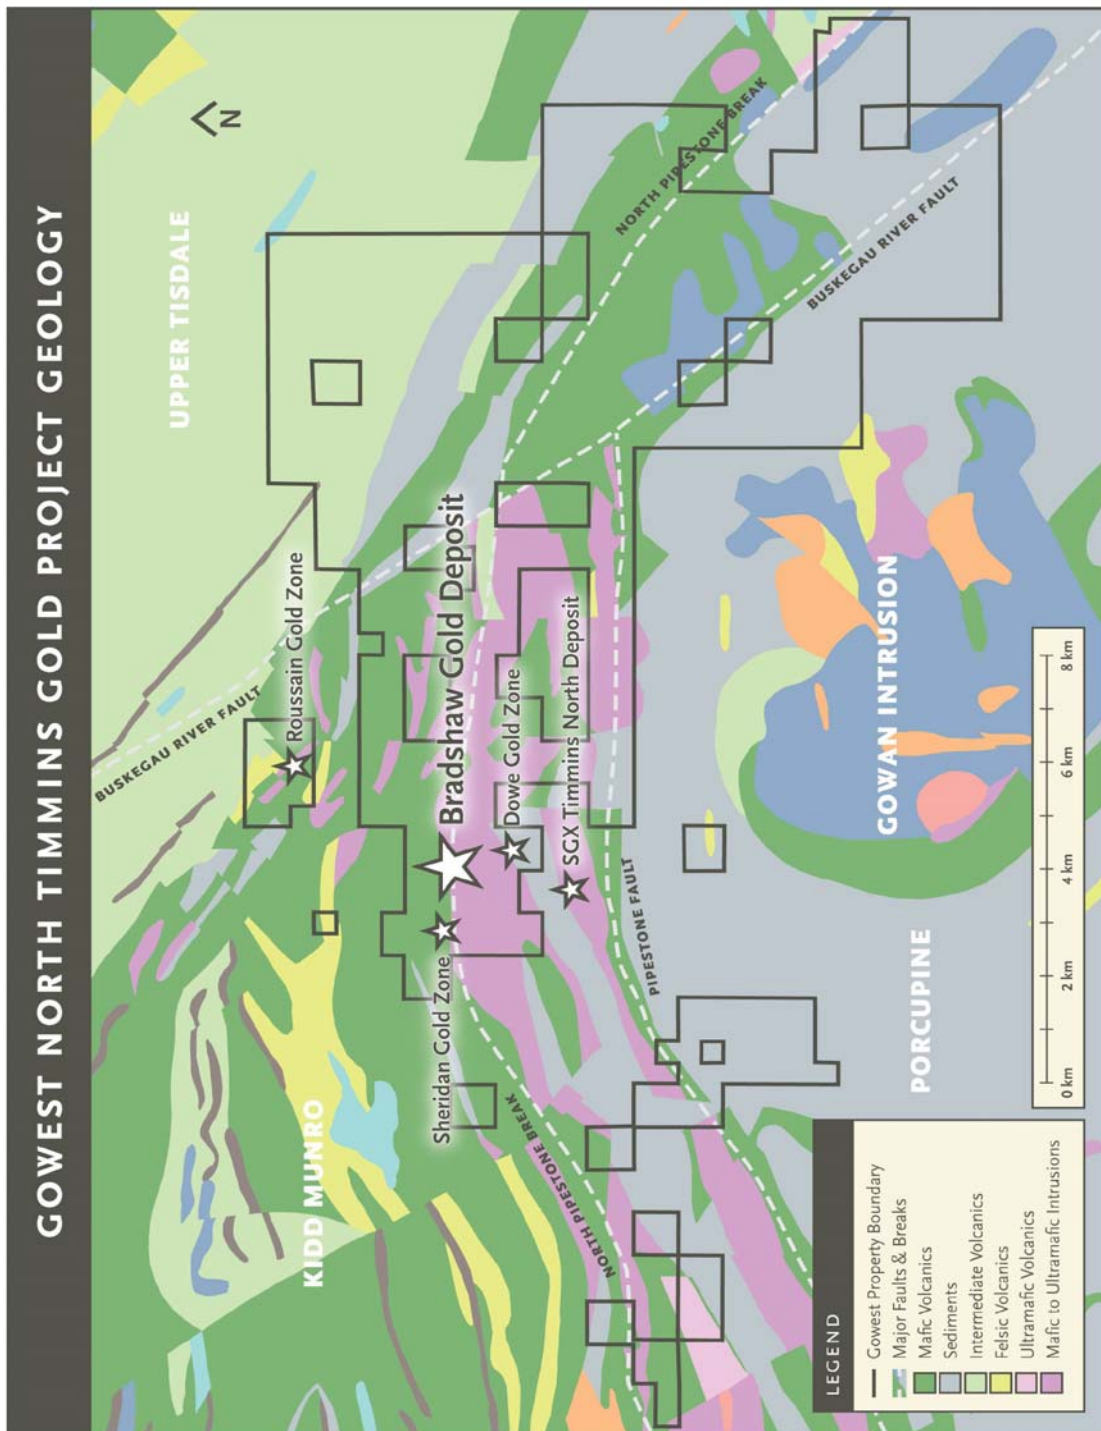 GOWEST NORTH TIMMINS GOLD PROJECT GEOLOGY
N
UPPER TISDALE
BUSKEGAU RIVER FAULT
Roussain Gold Zone
KIDD MUNRO
Bradshaw Gold Deposit
Sheridan Gold Zone
Dowe Gold Zone
SGX Timmins North Deposit
NORTH PIPESTONE BREAK
NORTH PIPESTONE BREAK
PIPESTONE FAULT
BUSKEGAU RIVER FAULT
GOWAN INTRUSION
PORCUPINE
LEGEND
Gowest Property Boundary
Major Faults & Breaks
Mafic Volcanics
Sediments
Intermediate Volcanics
Felsic Volcanics
Ultramafic Volcanics
Mafic to Ultramafic Intrusions
0 km 2 km 4 km 6 km 8 km